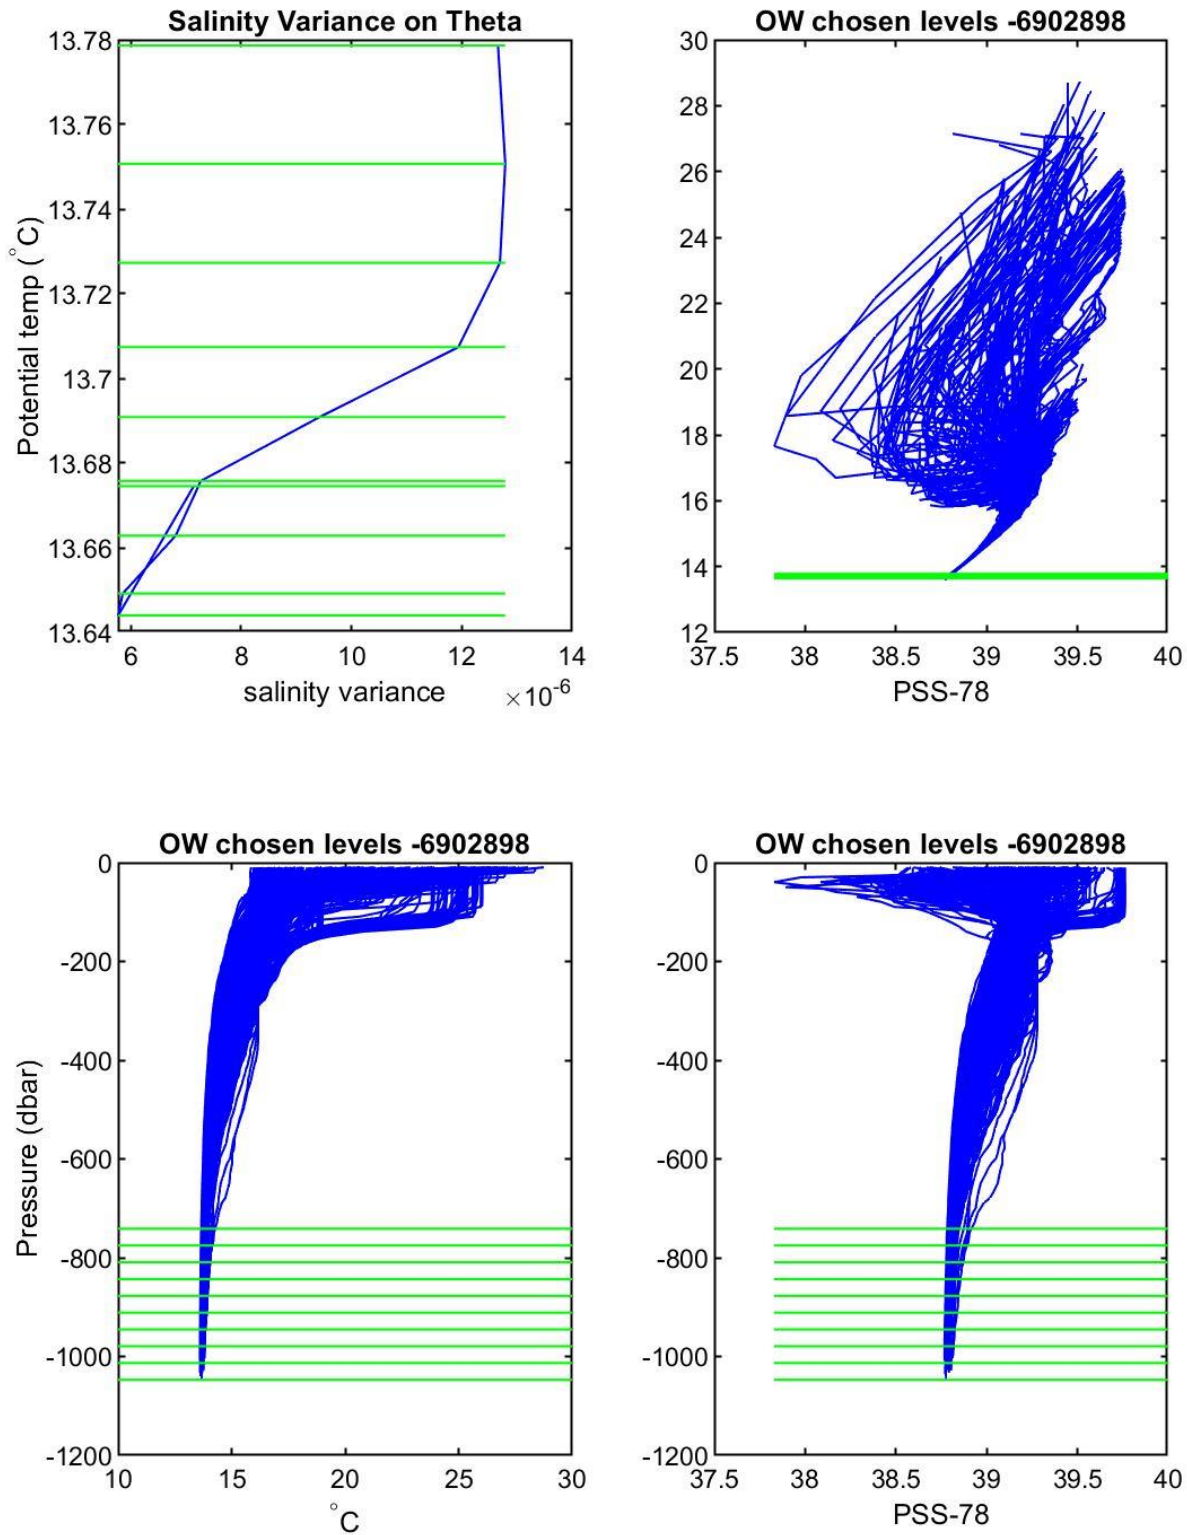 Salinity Variance on Theta
13.78
13.76
13.74
13.72
13.7
13.68
13.66
13.64
Potential temp (°C)
6 8 10 12 14
salinity variance
×10-6
OW chosen levels -6902898
30
28
26
24
22
20
18
16
14
12
37.5 38 38.5 39 39.5 40
PSS-78
OW chosen levels -6902898
0
-200
-400
-600
-800
-1000
-1200
Pressure (dbar)
10 15 20 25 30
°C
OW chosen levels -6902898
0
-200
-400
-600
-800
-1000
-1200
37.5 38 38.5 39 39.5 40
PSS-78